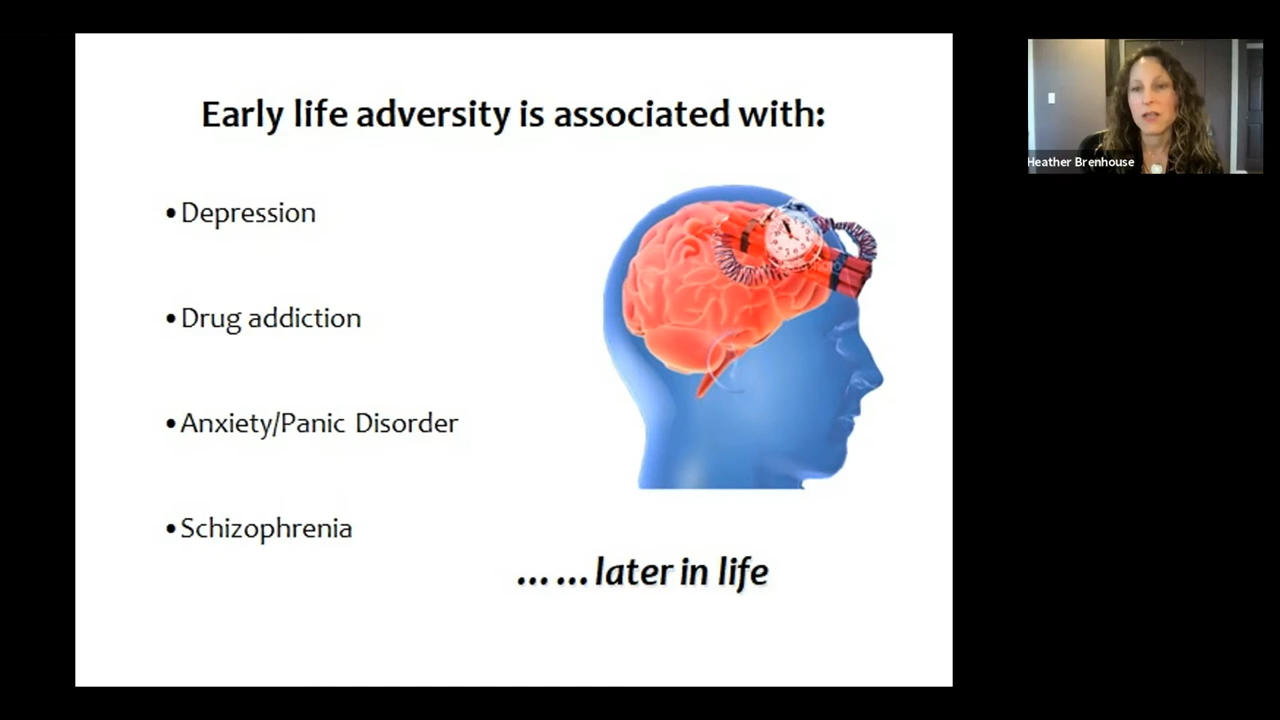 Early life adversity is associated with:
•Depression
•Drug addiction
•Anxiety/Panic Disorder
•Schizophrenia
... ...later in life
Heather Brenhouse